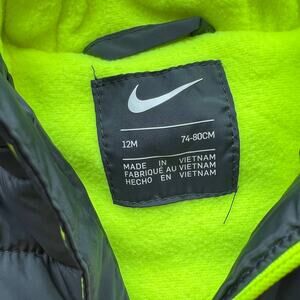 12M 74-80CM
MADE IN VIETNAM
FABRIQUÉ AU VIETNAM
HECHO EN VIETNAM